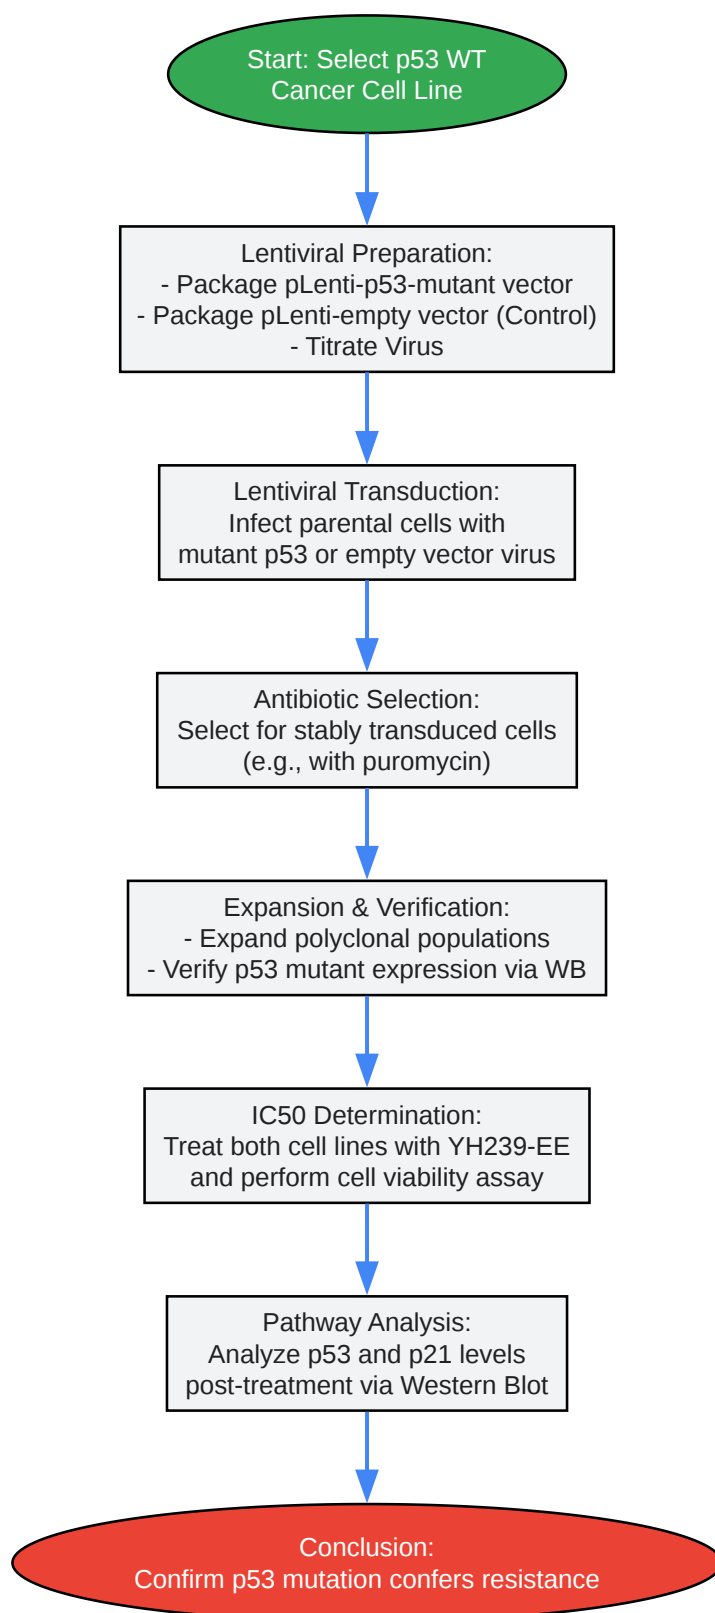 Start: Select p53 WT
Cancer Cell Line
Lentiviral Preparation:
- Package pLenti-p53-mutant vector
- Package pLenti-empty vector (Control)
- Titrate Virus
Lentiviral Transduction:
Infect parental cells with
mutant p53 or empty vector virus
Antibiotic Selection:
Select for stably transduced cells
(e.g., with puromycin)
Expansion & Verification:
- Expand polyclonal populations
- Verify p53 mutant expression via WB
IC50 Determination:
Treat both cell lines with YH239-EE
and perform cell viability assay
Pathway Analysis:
Analyze p53 and p21 levels
post-treatment via Western Blot
Conclusion:
Confirm p53 mutation confers resistance